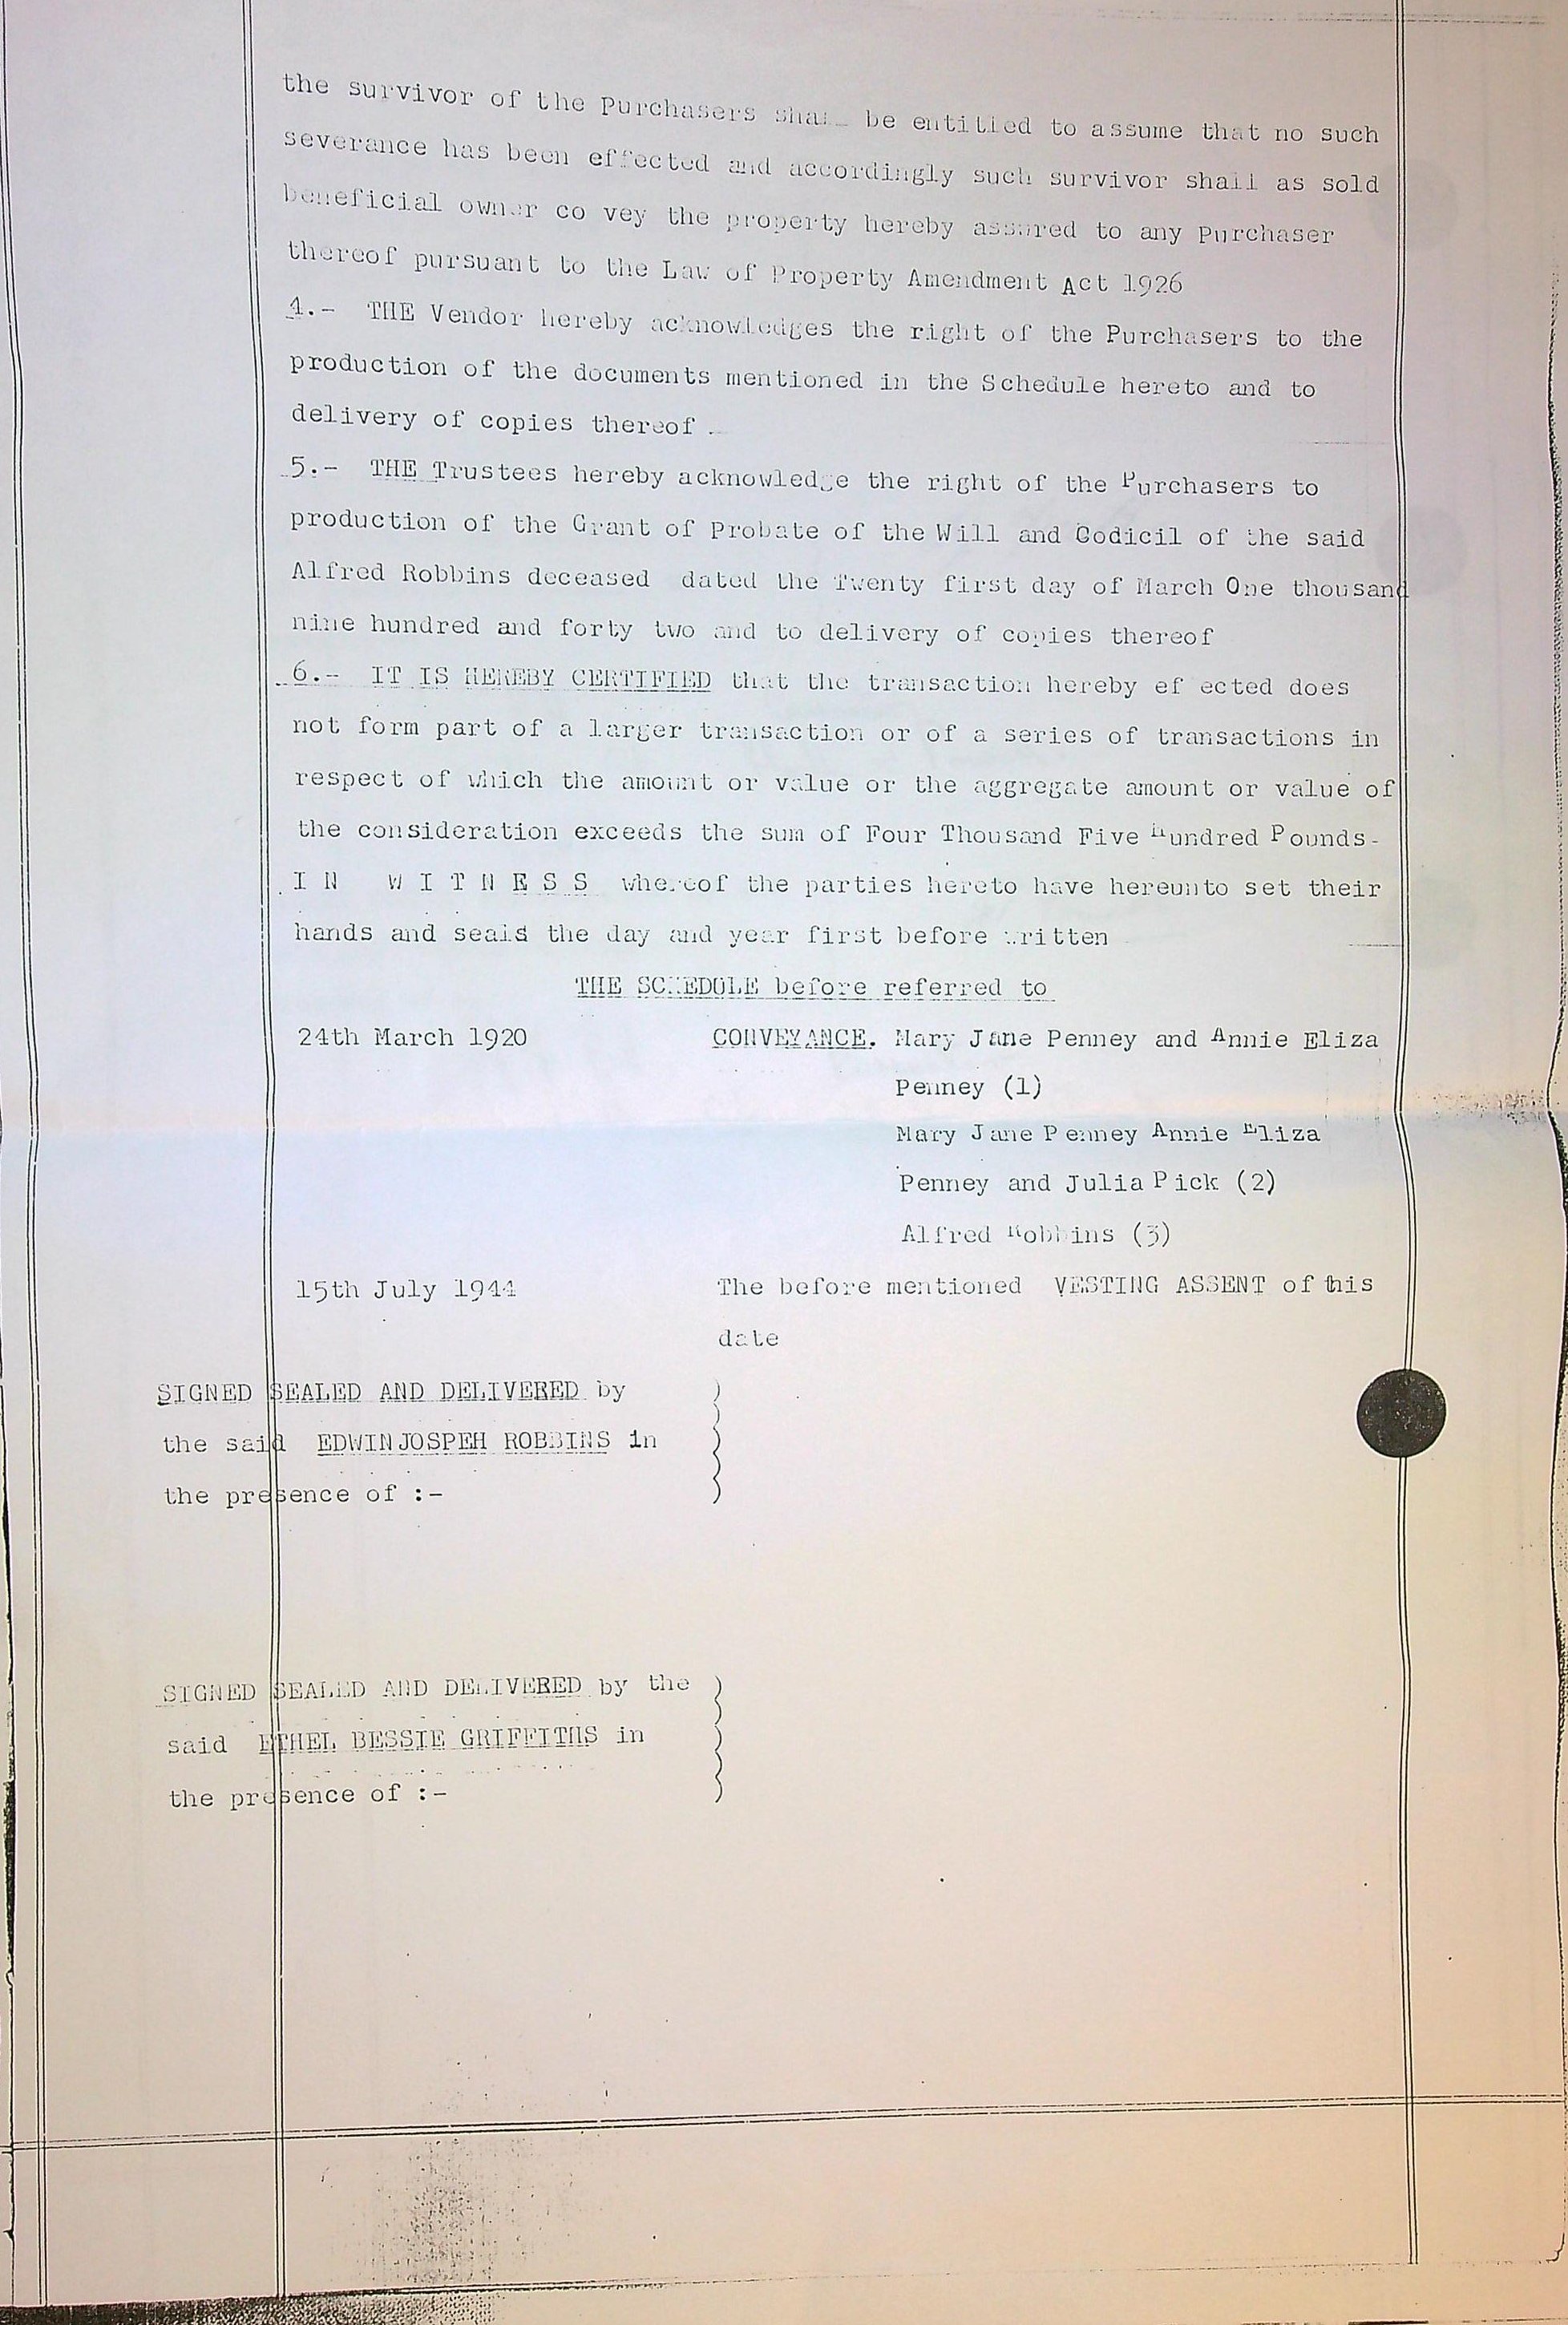 the survivor of the Purchasers shall be entitled to assume that no such
severance has been effected and accordingly such survivor shall as sold
beneficial owner co vey the property hereby assured to any Purchaser
thereof pursuant to the Law of Property Amendment Act 1926
4.- THE Vendor hereby acknowledges the right of the Purchasers to the
production of the documents mentioned in the Schedule hereto and to
delivery of copies thereof .
5.- THE Trustees hereby acknowledge the right of the Purchasers to
production of the Grant of Probate of the Will and Codicil of the said
Alfred Robbins deceased dated the Twenty first day of March One thousand
nine hundred and forty two and to delivery of copies thereof
6.- IT IS HEREBY CERTIFIED that the transaction hereby ef ected does
not form part of a larger transaction or of a series of transactions in
respect of which the amount or value or the aggregate amount or value of
the consideration exceeds the sum of Four Thousand Five Hundred Pounds-
I N W I T N E S S whereof the parties hereto have hereunto set their
hands and seals the day and year first before written
THE SCHEDULE before referred to
24th March 1920 CONVEYANCE. Mary Jane Penney and Annie Eliza
Penney (1)
Mary Jane Penney Annie Eliza
Penney and Julia Pick (2)
Alfred Robbins (3)
15th July 1944 The before mentioned VESTING ASSENT of this
date
SIGNED SEALED AND DELIVERED by )
the said EDWIN JOSPEH ROBBINS in )
the presence of :- )
SIGNED SEALED AND DELIVERED by the )
said ETHEL BESSIE GRIFFITHS in )
the presence of :- )